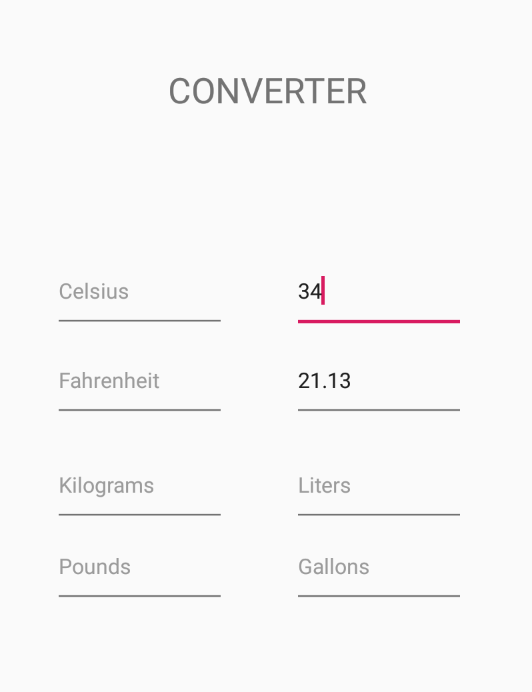 CONVERTER
Celsius
34
Fahrenheit
21.13
Kilograms
Liters
Pounds
Gallons